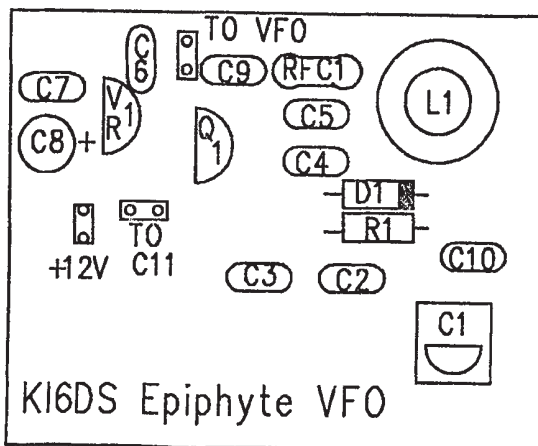 TO VFO
C6
C9
RFC1
C7
VR1
C5
L1
C8 +
Q1
C4
D1
R1
TO
C11
+12V
C3
C2
C10
C1
KI6DS Epiphyte VFO